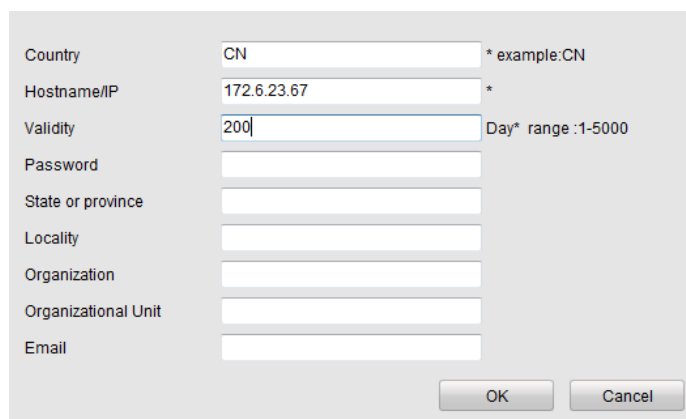 Country CN * example:CN
Hostname/IP 172.6.23.67 *
Validity 200 Day* range :1-5000
Password
State or province
Locality
Organization
Organizational Unit
Email
OK Cancel